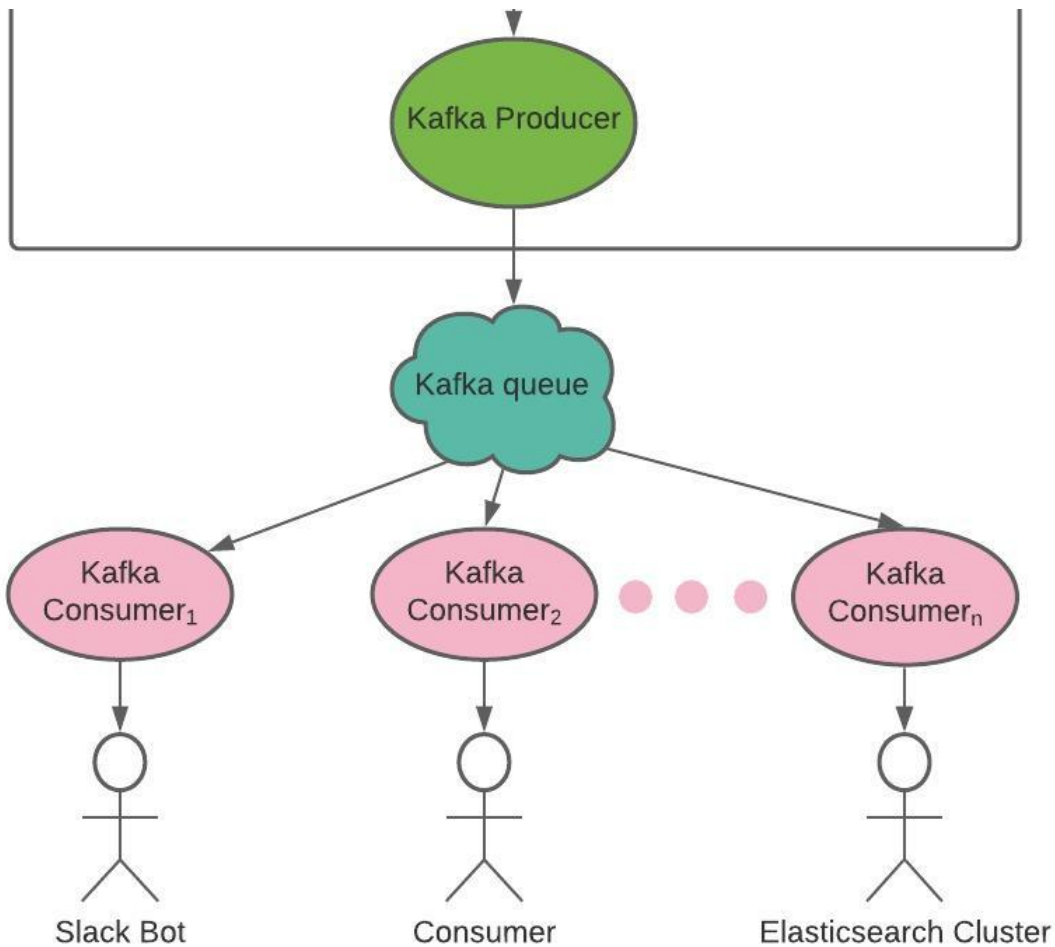 Kafka Producer
Kafka queue
Kafka
Consumer₁
Kafka
Consumer₂
Kafka
Consumerₙ
Slack Bot
Consumer
Elasticsearch Cluster